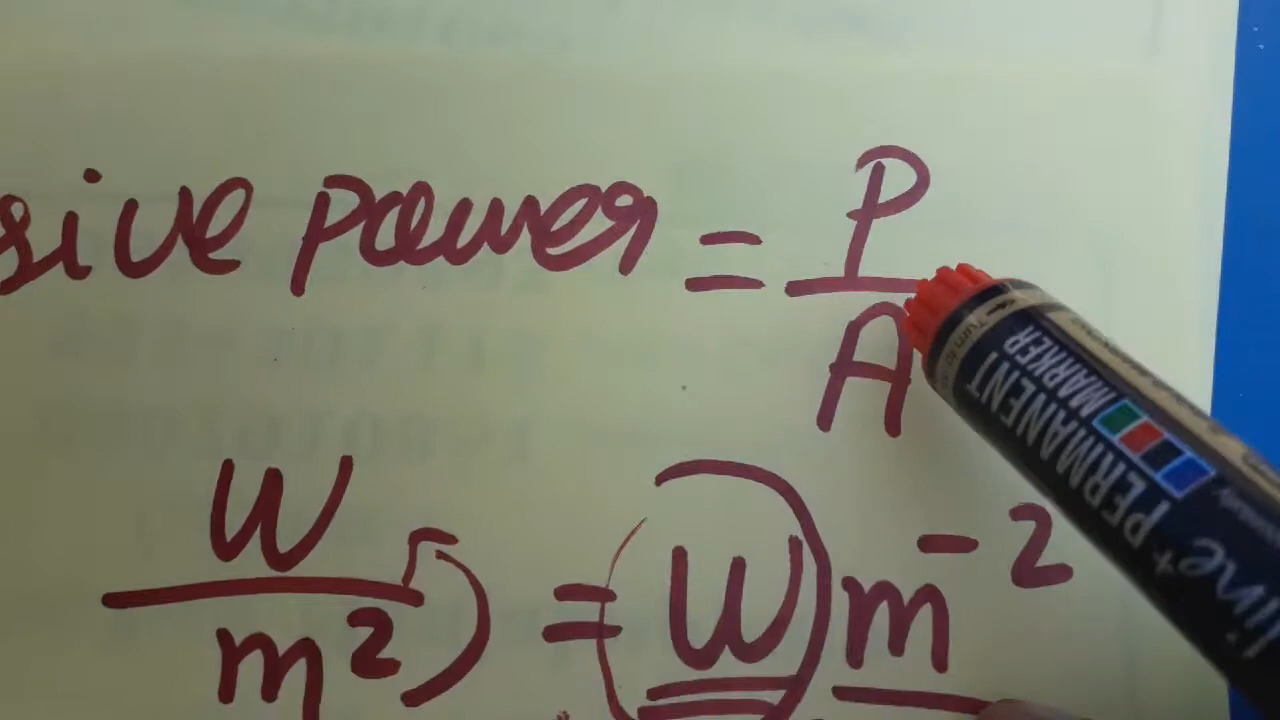 sive power = P/A
W/m² = W m⁻²
PERMANENT
MARKER